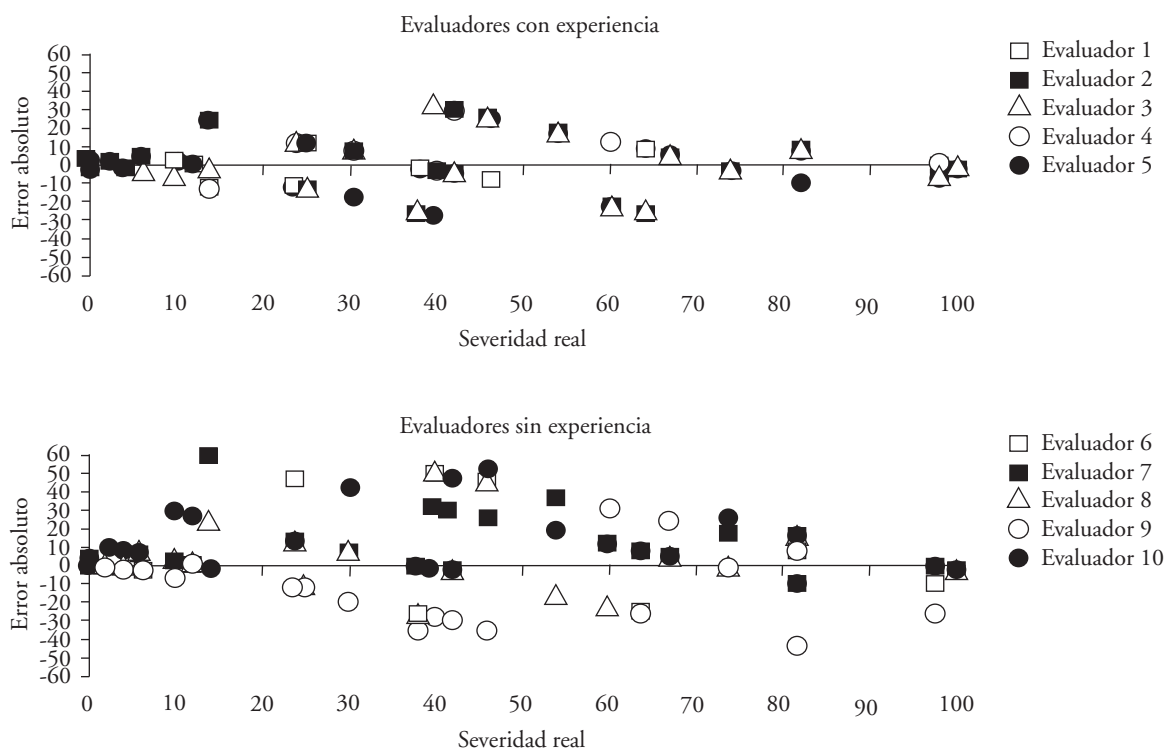 Evaluadores con experiencia
60
50
40
30
20
10
0
-10
-20
-30
-40
-50
-60
Error absoluto
0 10 20 30 40 50 60 70 80 90 100
Severidad real
Evaluador 1
Evaluador 2
Evaluador 3
Evaluador 4
Evaluador 5
Evaluadores sin experiencia
60
50
40
30
20
10
0
-10
-20
-30
-40
-50
-60
Error absoluto
0 10 20 30 40 50 60 70 80 90 100
Severidad real
Evaluador 6
Evaluador 7
Evaluador 8
Evaluador 9
Evaluador 10